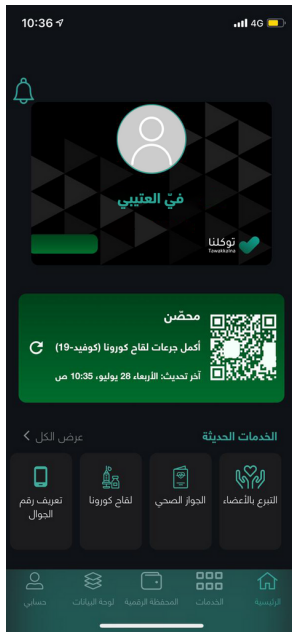 10:36
4G
فيّ العتيبي
توكلنا
Tawakkalna
محصّن
أكمل جرعات لقاح كورونا (كوفيد-19)
آخر تحديث: الأربعاء 28 يوليو، 10:35 ص
الخدمات الحديثة
عرض الكل
التبرع بالأعضاء
الجواز الصحي
لقاح كورونا
تعريف رقم
الجوال
الرئيسية
الخدمات
المحفظة الرقمية
لوحة البيانات
حسابي